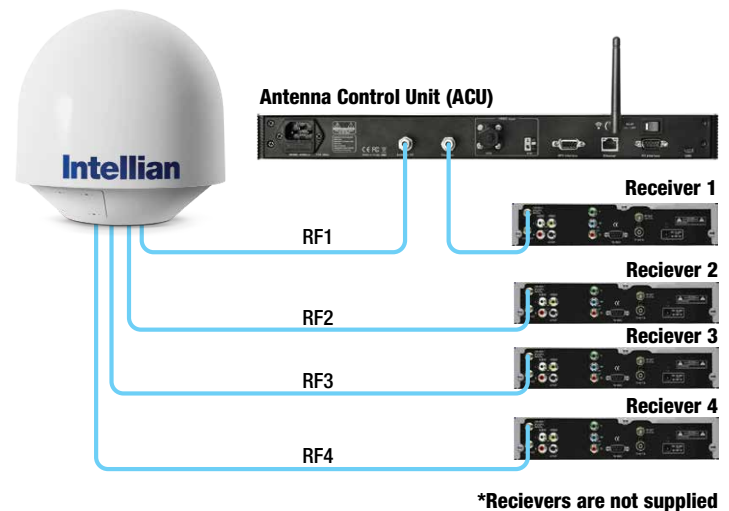 Antenna Control Unit (ACU)
Intellian
Receiver 1
RF1
Reciever 2
RF2
Reciever 3
RF3
Reciever 4
RF4
*Recievers are not supplied